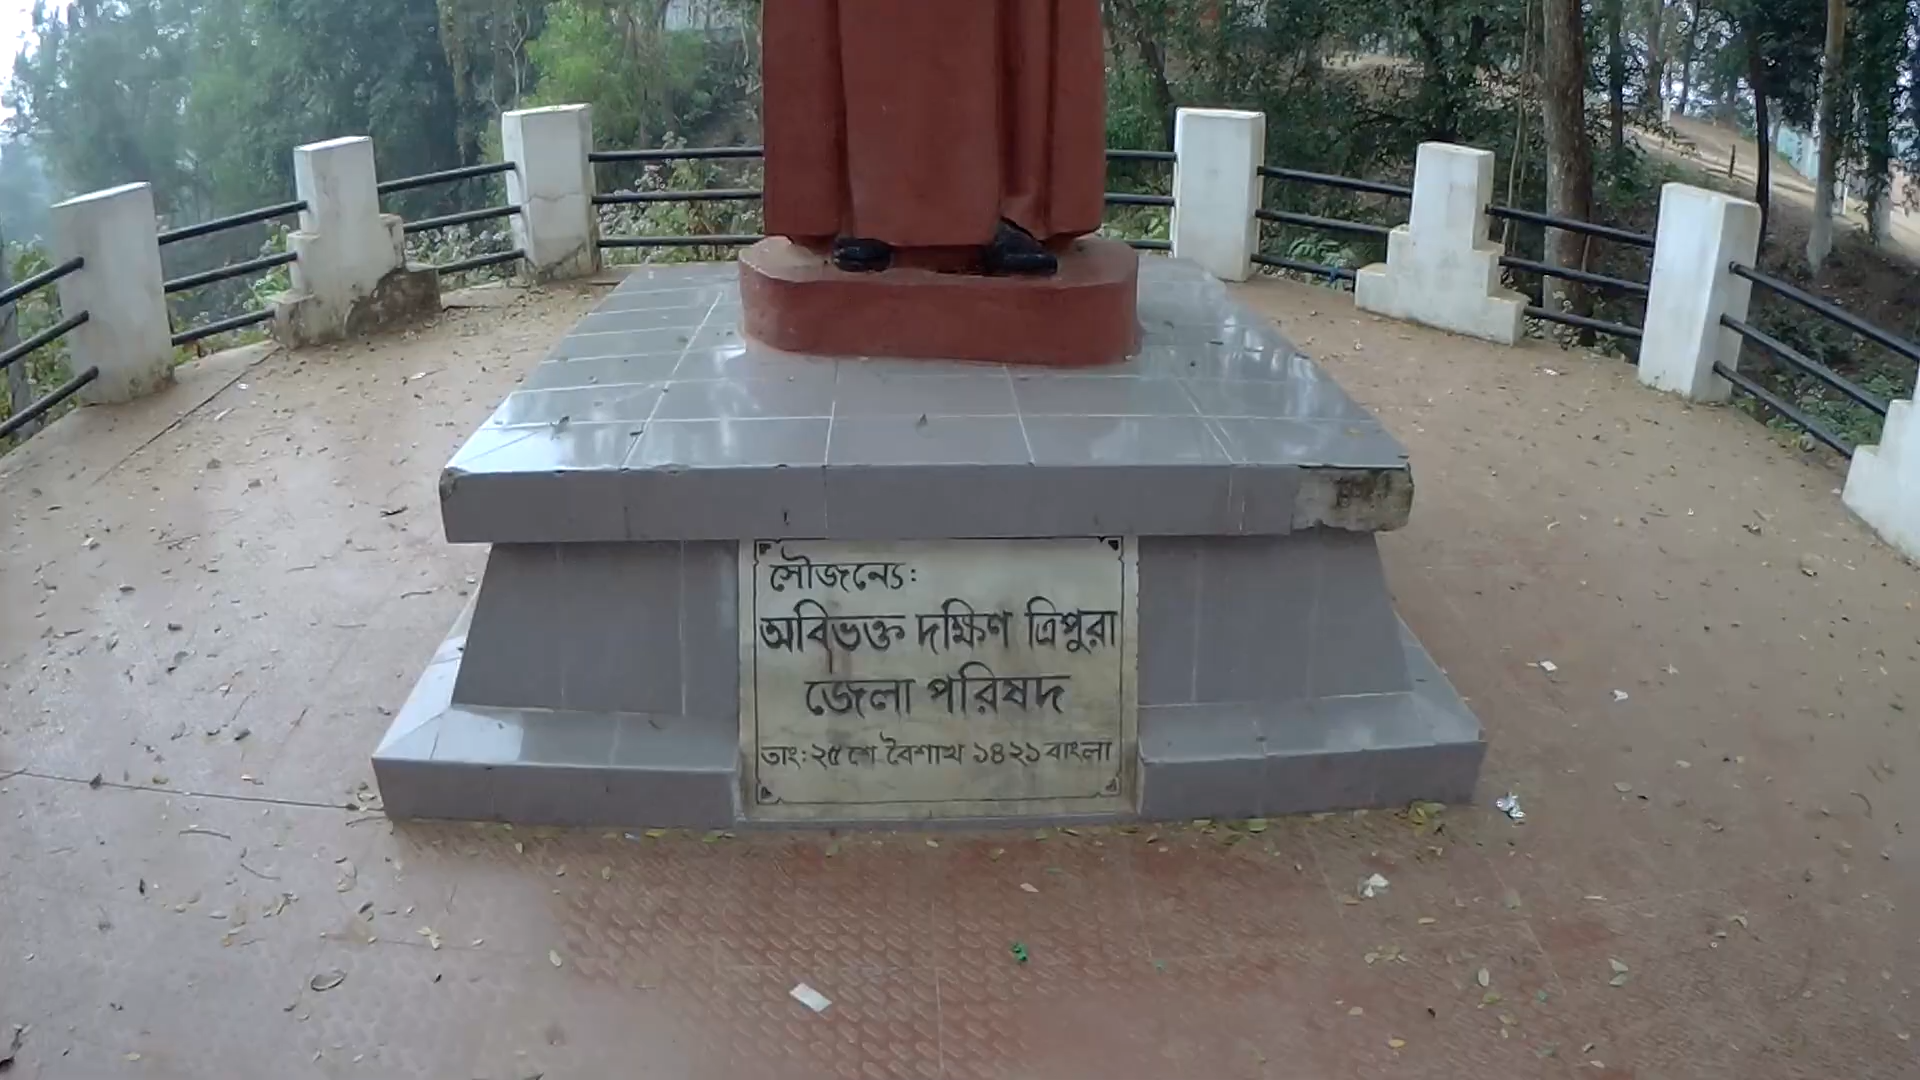 সৌজন্যে:
অবিভক্ত দক্ষিণ ত্রিপুরা
জেলা পরিষদ
তাং: ২৫ শে বৈশাখ ১৪২১ বাংলা